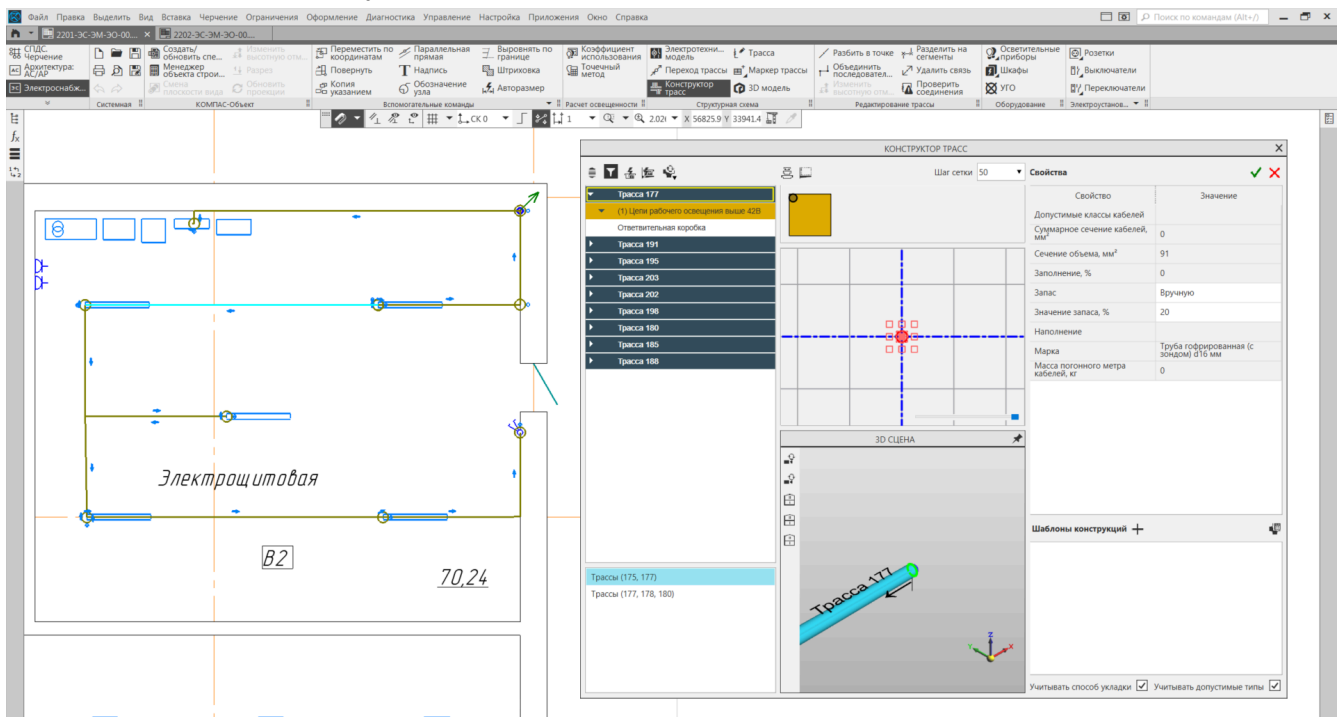 Файл Правка Выделить Вид Вставка Черчение Ограничения Оформление Диагностика Управление Настройка Приложения Окно Справка
Поиск по командам (Alt+/)
2201-ЭС-ЭМ-ЭО-00...
2202-ЭС-ЭМ-ЭО-00....
СПДС. Черчение
Архитектура: АС/АР
Электроснабж...
Системная
Создать/ обновить спе...
Менеджер объекта строи...
Смена плоскости вида
Изменить высотную отм...
Разрез
Обновить проекции
КОМПАС-Объект
Переместить по координатам
Повернуть
Копия указанием
Параллельная прямая
Надпись
Обозначение узла
Выровнять по границе
Штриховка
Авторазмер
Вспомогательные команды
Коэффициент использования
Точечный метод
Расчет освещенности
Электротехни... модель
Переход трассы
Конструктор трасс
Трасса
Маркер трассы
3D модель
Структурная схема
Разбить в точке
Объединить последовател...
Изменить высотную отм...
Разделить на сегменты
Удалить связь
Проверить соединения
Редактирование трассы
Осветительные приборы
Шкафы
УГО
Оборудование
Розетки
Выключатели
Переключатели
Электроустанов...
СК 0
1
X 56825.9 Y 33941.4
Электрощитовая
В2
70,24
КОНСТРУКТОР ТРАСС
Шаг сетки 50
Трасса 177
(1) Цепи рабочего освещения выше 42В
Ответвительная коробка
Трасса 191
Трасса 195
Трасса 203
Трасса 202
Трасса 198
Трасса 180
Трасса 185
Трасса 188
Трассы (175, 177)
Трассы (177, 178, 180)
3D СЦЕНА
Трасса 177
Z
Y
X
Свойства
Свойство Значение
Допустимые классы кабелей
Суммарное сечение кабелей, мм² 0
Сечение объема, мм² 91
Заполнение, % 0
Запас Вручную
Значение запаса, % 20
Наполнение
Марка Труба гофрированная (с зондом) d16 мм
Масса погонного метра кабелей, кг 0
Шаблоны конструкций
Учитывать способ укладки
Учитывать допустимые типы